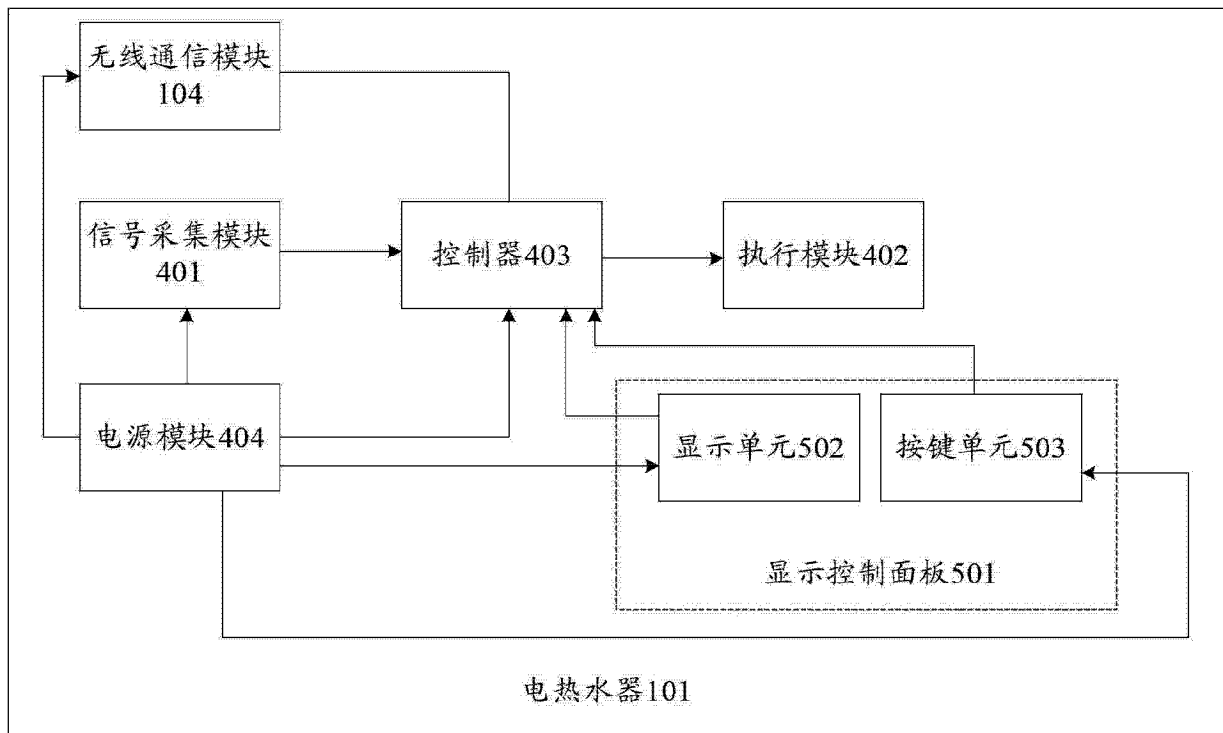 无线通信模块
104
信号采集模块
401
控制器403
执行模块402
电源模块404
显示单元502
按键单元503
显示控制面板501
电热水器101